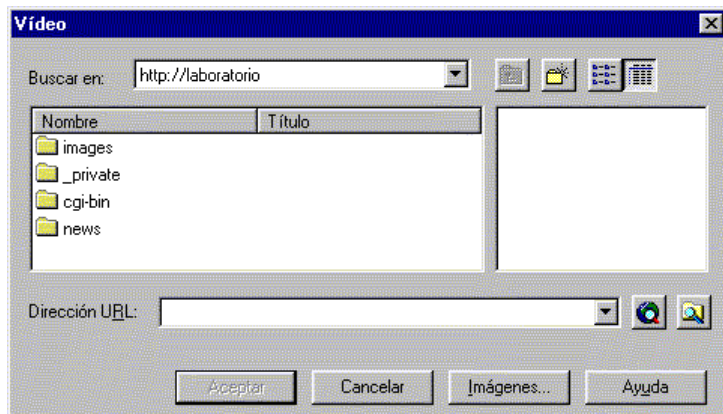 Vídeo
Buscar en: http://laboratorio
Nombre Título
images
_private
cgi-bin
news
Dirección URL:
Aceptar Cancelar Imágenes... Ayuda